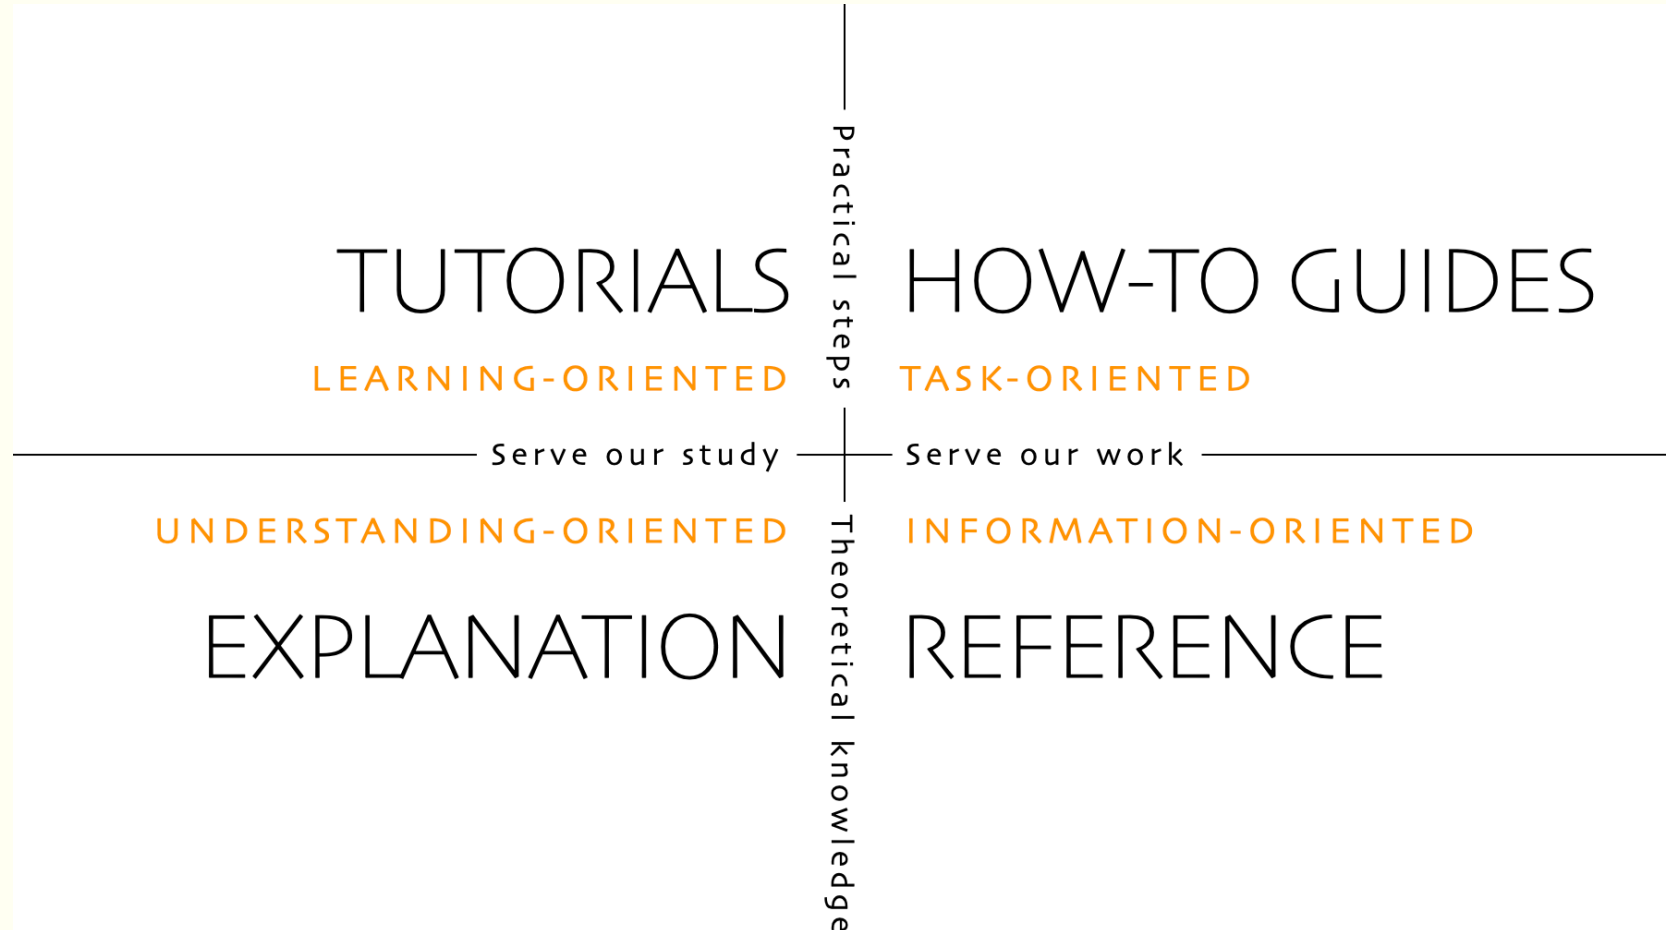 Practical steps
TUTORIALS
HOW-TO GUIDES
LEARNING-ORIENTED
TASK-ORIENTED
Serve our study
Serve our work
UNDERSTANDING-ORIENTED
INFORMATION-ORIENTED
EXPLANATION
REFERENCE
Theoretical knowledge